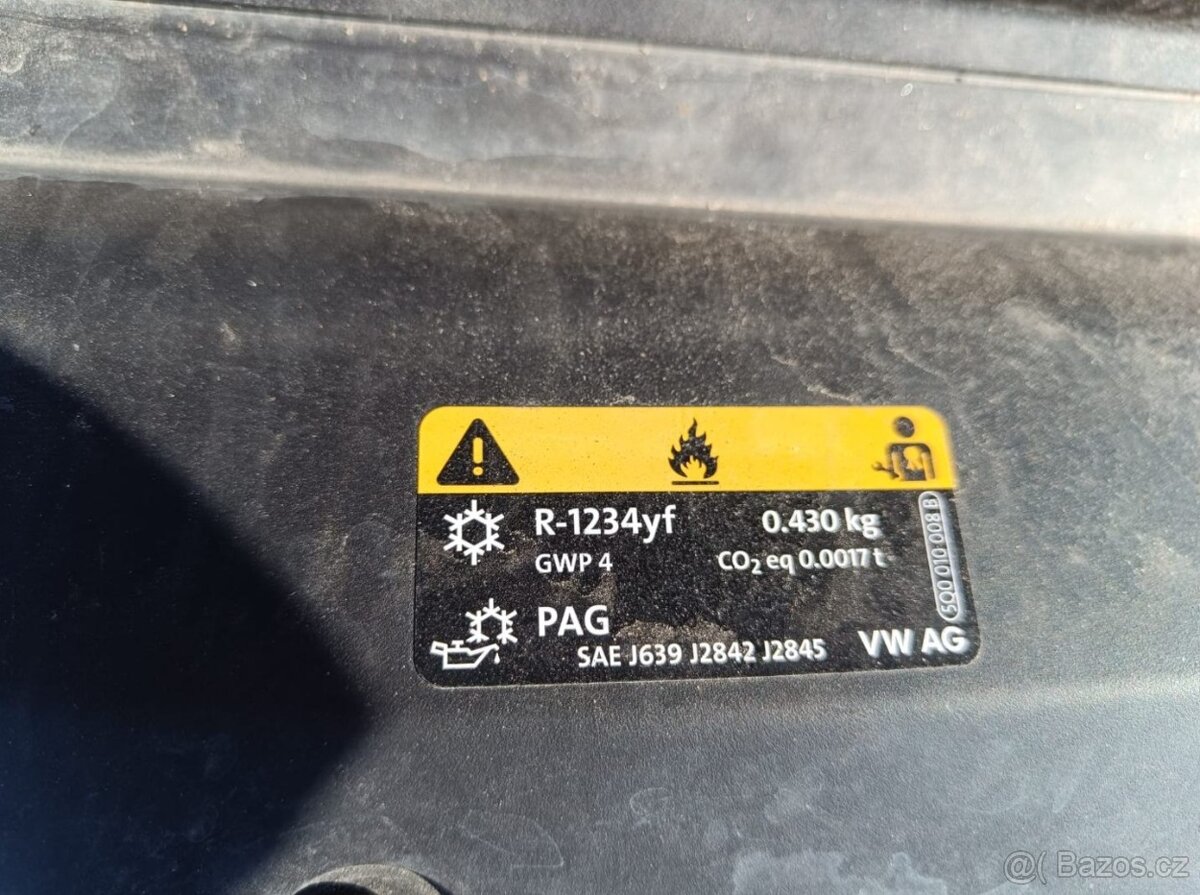 R-1234yf 0.430 kg
GWP 4 CO₂ eq 0.0017 t
PAG
SAE J639 J2842 J2845 VW AG
5Q0 010 008 B
@( Bazos.cz